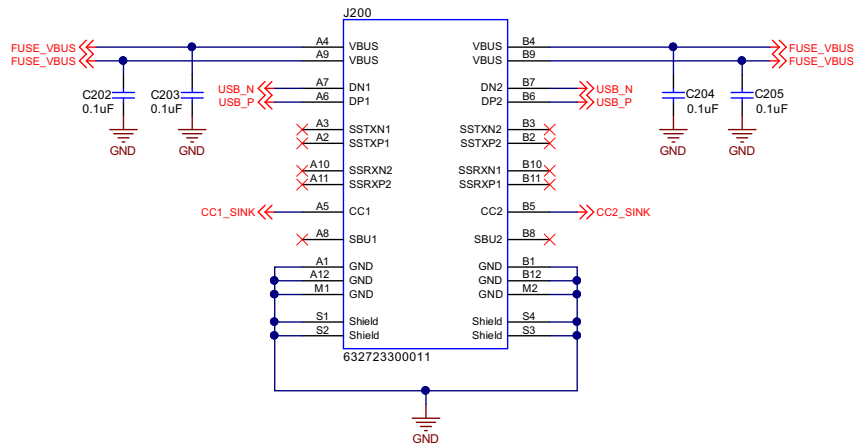 J200
FUSE_VBUS A4 VBUS VBUS B4 FUSE_VBUS
FUSE_VBUS A9 VBUS VBUS B9 FUSE_VBUS
USB_N A7 DN1 DN2 B7 USB_N
USB_P A6 DP1 DP2 B6 USB_P
C202 C203 C204 C205
0.1uF 0.1uF 0.1uF 0.1uF
A3 SSTXN1 SSTXN2 B3
A2 SSTXP1 SSTXP2 B2
GND GND GND GND
A10 SSRXN2 SSRXN1 B10
A11 SSRXP2 SSRXP1 B11
CC1_SINK A5 CC1 CC2 B5 CC2_SINK
A8 SBU1 SBU2 B8
A1 GND GND B1
A12 GND GND B12
M1 GND GND M2
S1 Shield Shield S4
S2 Shield Shield S3
632723300011
GND